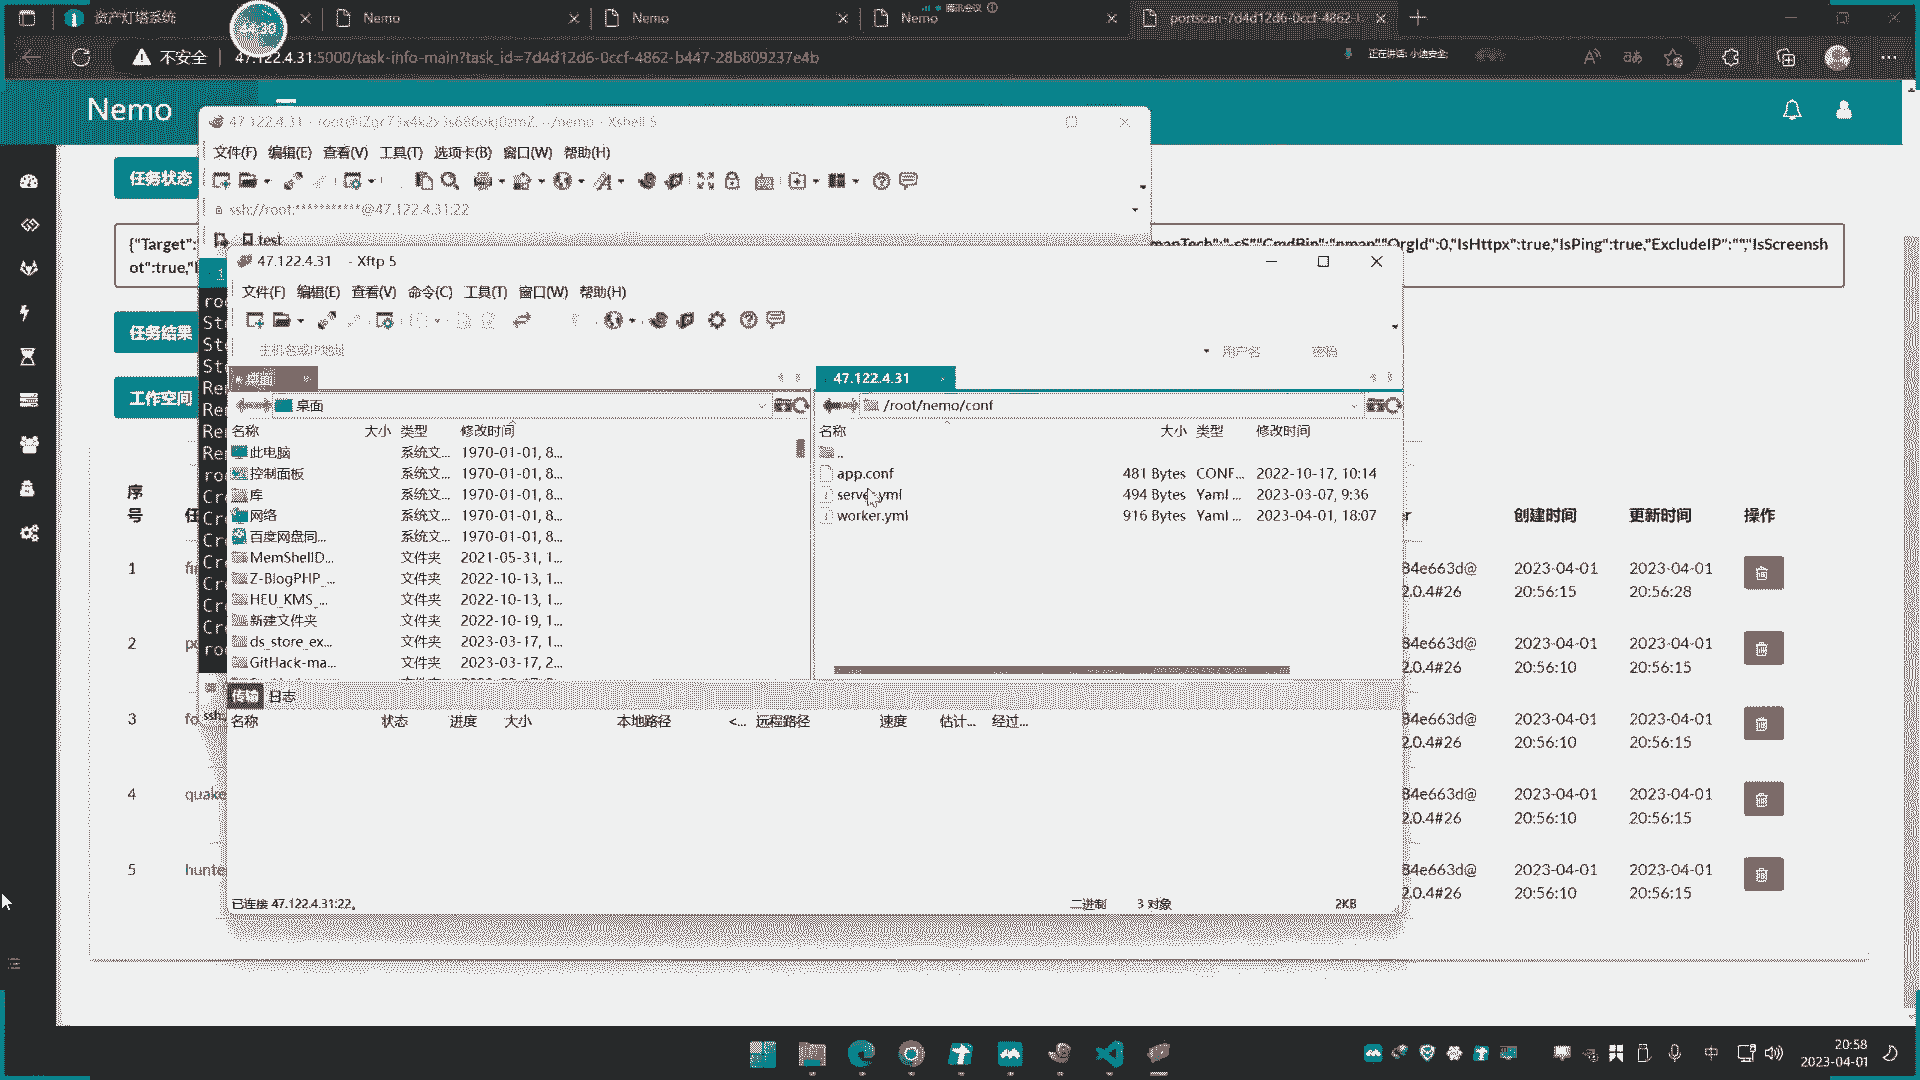 资产灯塔系统
Nemo
Nemo
Nemo
腾讯会议
portscan-7d4d12d6-0ccf-4862-
不安全
47.122.4.31:5000/task-info-main?task_id=7d4d12d6-0ccf-4862-b447-28b809237e4b
正在讲话: 小迪安全;
Nemo
任务状态
任务结果
工作空间
文件(F) 编辑(E) 查看(V) 工具(T) 选项卡(B) 窗口(W) 帮助(H)
ssh://root:***********@47.122.4.31:22
test
{"Target":
"CmdBin":"nmap","OrgId":0,"IsHttpx":true,"IsPing":true,"ExcludeIP":"","IsScreensh
ot":true,
47.122.4.31 - Xftp 5
文件(F) 编辑(E) 查看(V) 命令(C) 工具(T) 窗口(W) 帮助(H)
主机名或IP地址
用户名
密码
桌面
47.122.4.31
桌面
/root/nemo/conf
名称 大小 类型 修改时间
此电脑 系统文... 1970-01-01, 8...
控制面板 系统文... 1970-01-01, 8...
库 系统文... 1970-01-01, 8...
网络 系统文... 1970-01-01, 8...
百度网盘同... 系统文... 1970-01-01, 8...
MemShellD... 文件夹 2021-05-31, 1...
Z-BlogPHP_... 文件夹 2022-10-13, 1...
HEU_KMS_... 文件夹 2022-10-13, 1...
新建文件夹 文件夹 2022-10-19, 1...
ds_store_ex... 文件夹 2023-03-17, 1...
GitHack-ma... 文件夹 2023-03-17, 2...
名称 大小 类型 修改时间
..
app.conf 481 Bytes CONF... 2022-10-17, 10:14
server.yml 494 Bytes Yaml ... 2023-03-07, 9:36
worker.yml 916 Bytes Yaml ... 2023-04-01, 18:07
传输 日志
名称 状态 进度 大小 本地路径 <... 远程路径 速度 估计... 经过...
已连接 47.122.4.31:22。
二进制 3 对象 2KB
序号
创建时间 更新时间 操作
1
84e663d@
2.0.4#26
2023-04-01
20:56:15
2023-04-01
20:56:28
2
84e663d@
2.0.4#26
2023-04-01
20:56:10
2023-04-01
20:56:15
3
84e663d@
2.0.4#26
2023-04-01
20:56:10
2023-04-01
20:56:15
4 quake
84e663d@
2.0.4#26
2023-04-01
20:56:10
2023-04-01
20:56:15
5 hunte
84e663d@
2.0.4#26
2023-04-01
20:56:10
2023-04-01
20:56:15
中
20:58
2023-04-01